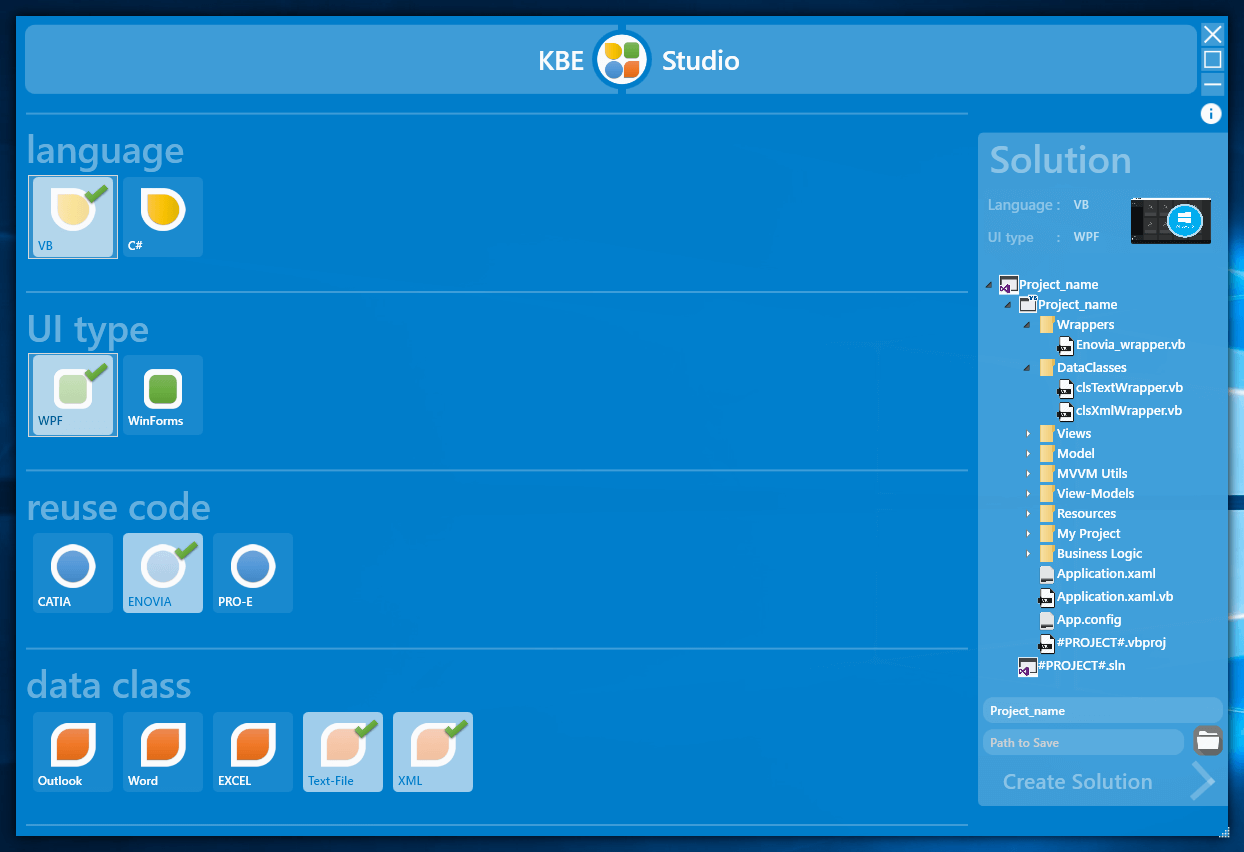 KBE Studio
language
VB
C#
UI type
WPF
WinForms
reuse code
CATIA
ENOVIA
PRO-E
data class
Outlook
Word
EXCEL
Text-File
XML
Solution
Language : VB
UI type : WPF
Project_name
Project_name
Wrappers
Enovia_wrapper.vb
DataClasses
clsTextWrapper.vb
clsXmlWrapper.vb
Views
Model
MVVM Utils
View-Models
Resources
My Project
Business Logic
Application.xaml
Application.xaml.vb
App.config
#PROJECT#.vbproj
#PROJECT#.sln
Project_name
Path to Save
Create Solution